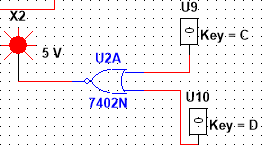 X2
U9
5 V
Key = C
U2A
7402N
U10
Key = D